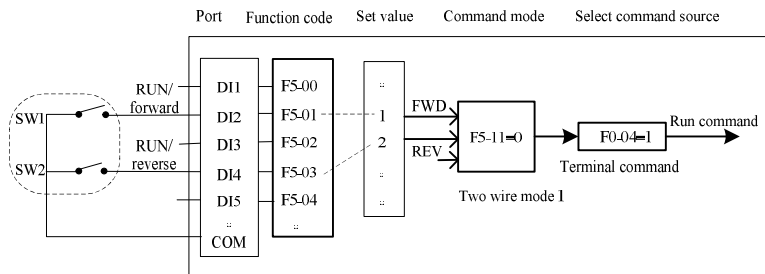 Port Function code Set value Command mode Select command source
RUN/
forward
SW1
RUN/
reverse
SW2
DI1
DI2
DI3
DI4
DI5
::
COM
F5-00
F5-01
F5-02
F5-03
F5-04
::
::
1
2
::
::
FWD
REV
F5-11=0
Two wire mode 1
F0-04=1
Terminal command
Run command